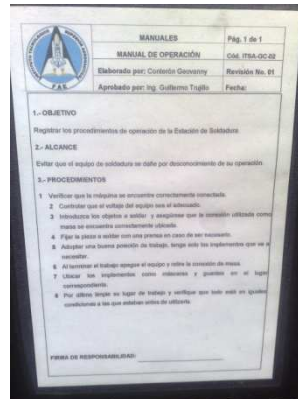 MANUALES
Pág. 1 de 1
MANUAL DE OPERACIÓN
Cód. ITSA-GC-02
Elaborado por: Conterón Geovanny
Revisión No. 01
Aprobado por: Ing. Guillermo Trujillo
Fecha:
F.A.E.
1.- OBJETIVO
Registrar los procedimientos de operación de la Estación de Soldadura
2.- ALCANCE
Evitar que el equipo de soldadura se dañe por desconocimiento de su operación.
3.- PROCEDIMIENTOS
1 Verificar que la máquina se encuentre correctamente conectada.
2 Controlar que el voltaje del equipo sea el adecuado.
3 Introduzca los objetos a soldar y asegúrese que la conexión utilizada como
masa se encuentre correctamente ubicada.
4 Fijar la pieza a soldar con una prensa en caso de ser necesario.
5 Adoptar una buena posición de trabajo, tenga listo los implementos que va a
necesitar.
6 Al terminar el trabajo apague el equipo y retire la conexión de masa.
7 Ubicar los implementos como máscaras y guantes en el lugar
correspondiente.
8 Por último limpie su lugar de trabajo y verifique que todo esté en iguales
condiciones a las que estaban antes de utilizarla.
FIRMA DE RESPONSABILIDAD: